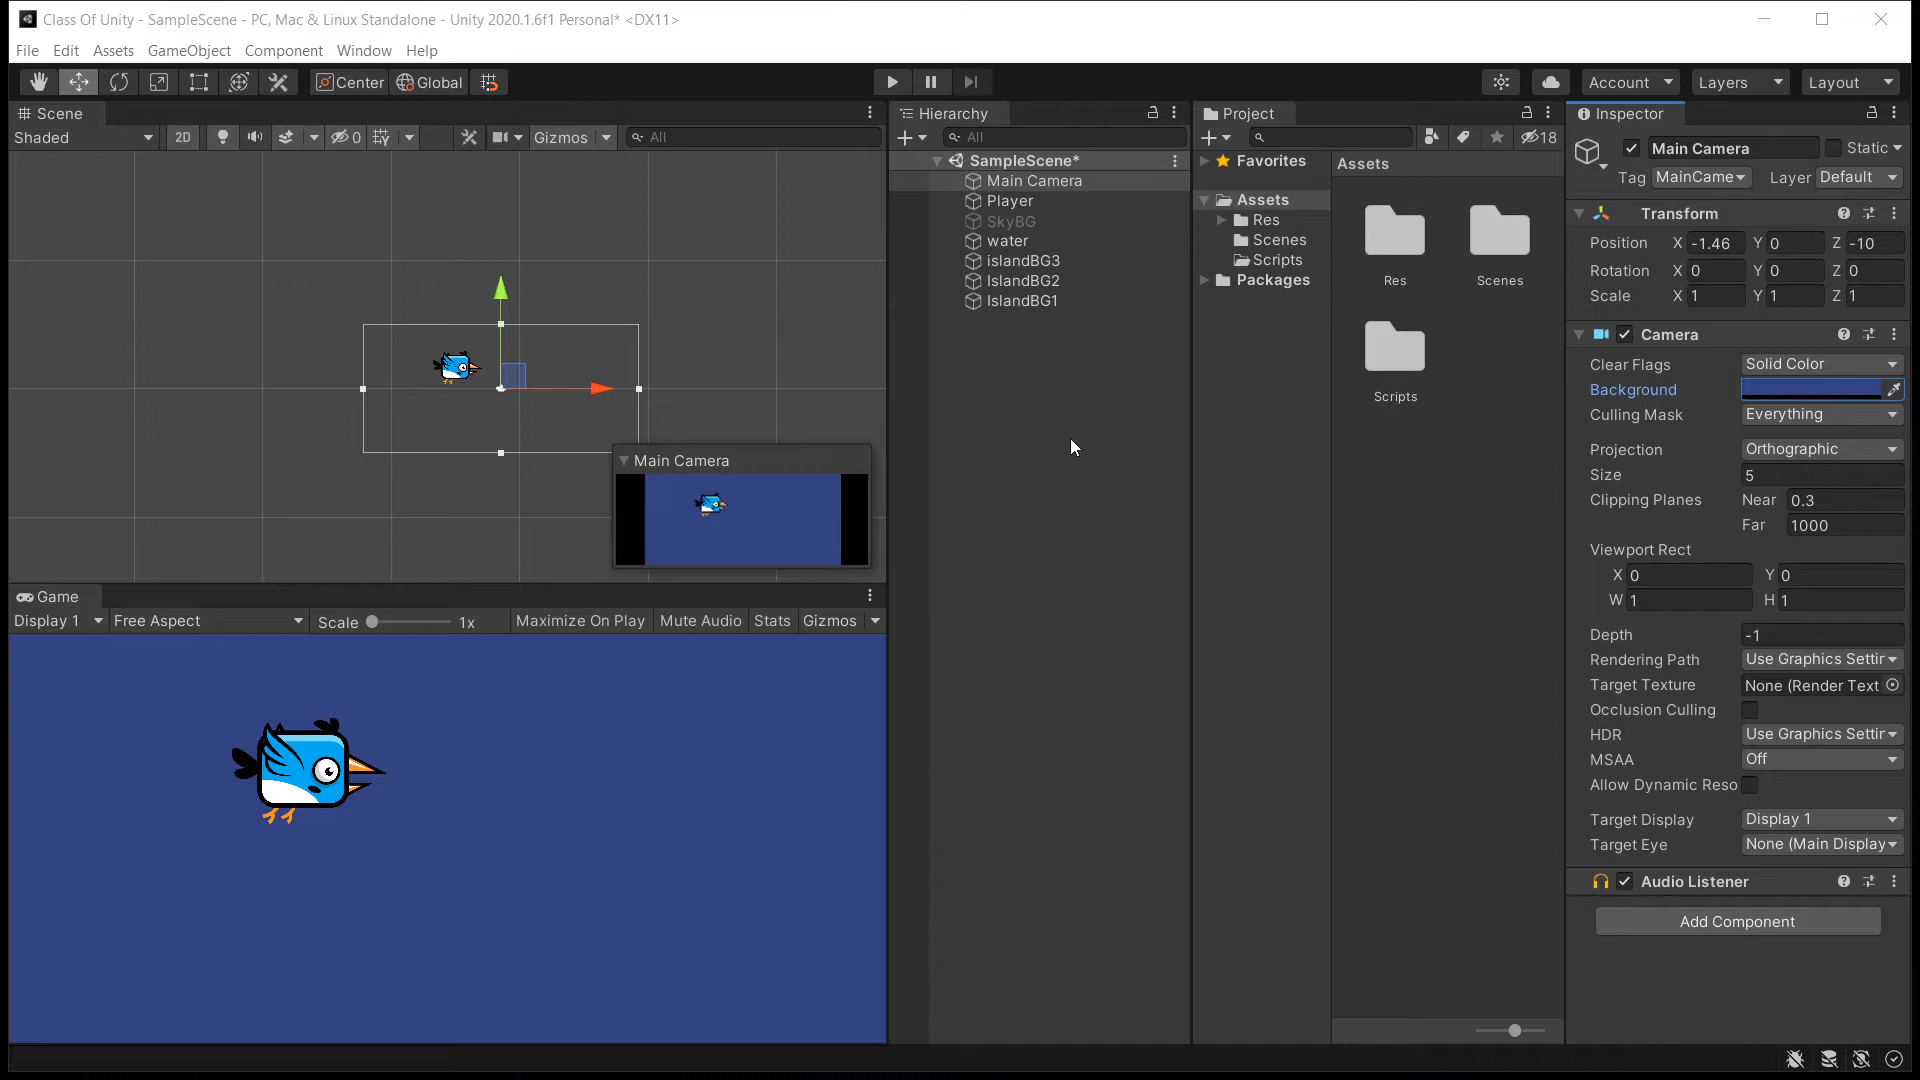 Class Of Unity - SampleScene - PC, Mac & Linux Standalone - Unity 2020.1.6f1 Personal* <DX11>
File Edit Assets GameObject Component Window Help
Center Global Account Layers Layout
Scene
Shaded 2D 0 Gizmos All
Main Camera
Game
Display 1 Free Aspect Scale 1x Maximize On Play Mute Audio Stats Gizmos
Hierarchy
All
SampleScene*
Main Camera
Player
SkyBG
water
islandBG3
IslandBG2
IslandBG1
Project
18
Favorites
Assets
Res
Scenes
Scripts
Packages
Assets
Res Scenes
Scripts
Inspector
Main Camera Static
Tag MainCame Layer Default
Transform
Position X -1.46 Y 0 Z -10
Rotation X 0 Y 0 Z 0
Scale X 1 Y 1 Z 1
Camera
Clear Flags Solid Color
Background
Culling Mask Everything
Projection Orthographic
Size 5
Clipping Planes Near 0.3
Far 1000
Viewport Rect
X 0 Y 0
W 1 H 1
Depth -1
Rendering Path Use Graphics Settir
Target Texture None (Render Text
Occlusion Culling
HDR Use Graphics Settir
MSAA Off
Allow Dynamic Reso
Target Display Display 1
Target Eye None (Main Display
Audio Listener
Add Component